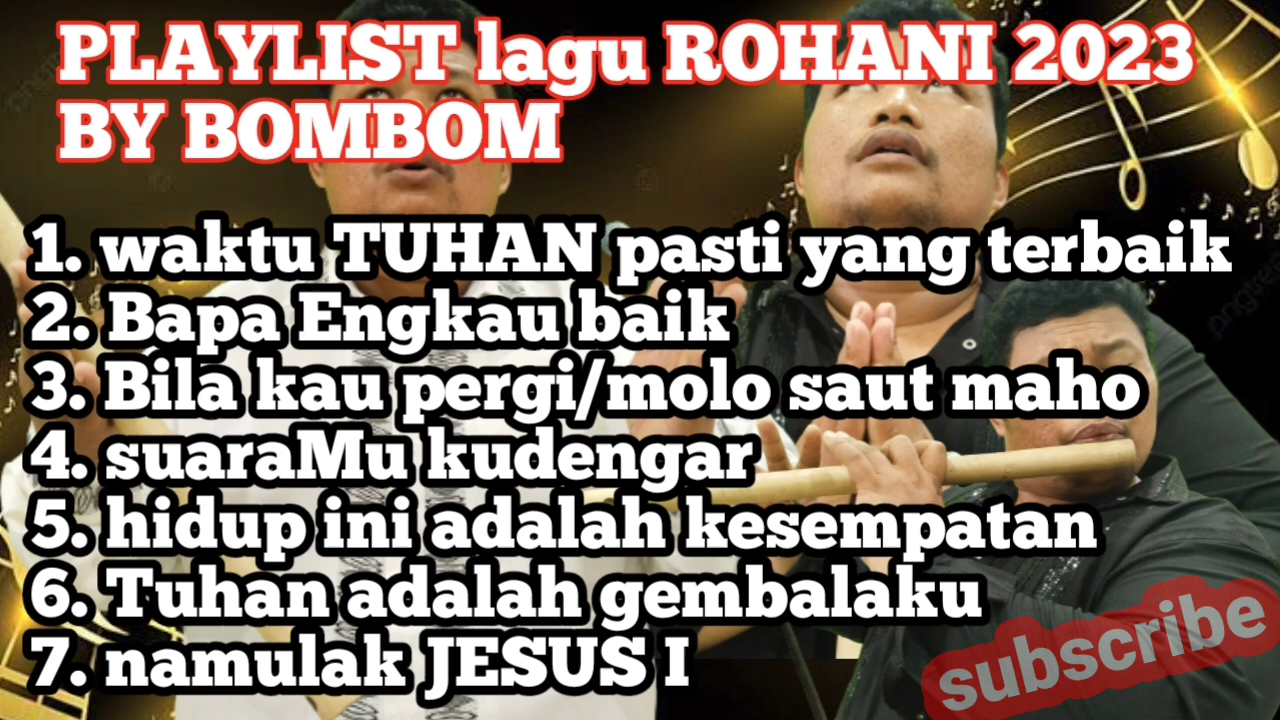 PLAYLIST lagu ROHANI 2023
BY BOMBOM
1. waktu TUHAN pasti yang terbaik
2. Bapa Engkau baik
3. Bila kau pergi/molo saut maho
4. suaraMu kudengar
5. hidup ini adalah kesempatan
6. Tuhan adalah gembalaku
7. namulak JESUS I
subscribe